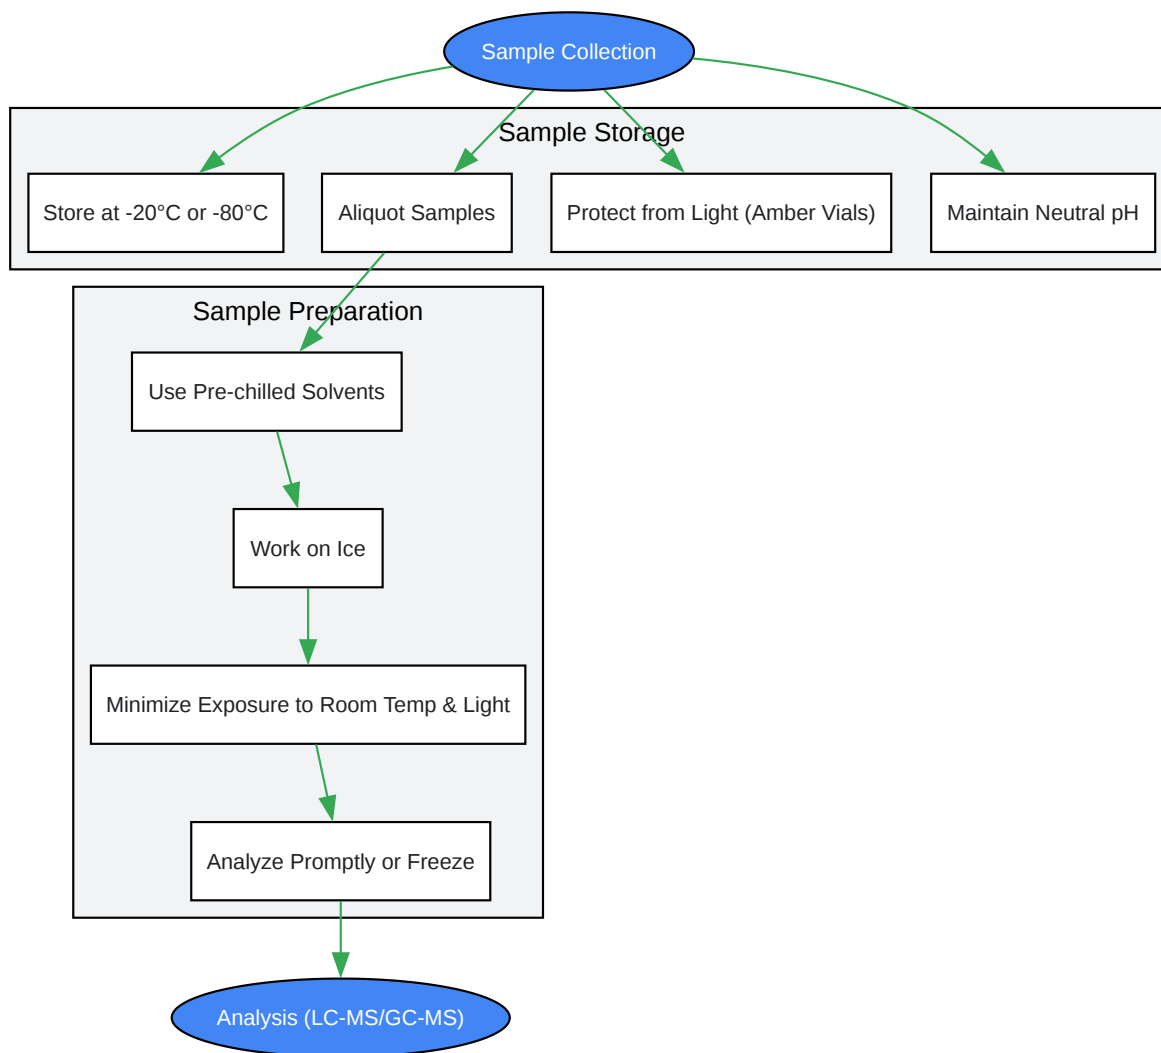 Sample Collection
Sample Storage
Store at -20°C or -80°C
Aliquot Samples
Protect from Light (Amber Vials)
Maintain Neutral pH
Sample Preparation
Use Pre-chilled Solvents
Work on Ice
Minimize Exposure to Room Temp & Light
Analyze Promptly or Freeze
Analysis (LC-MS/GC-MS)